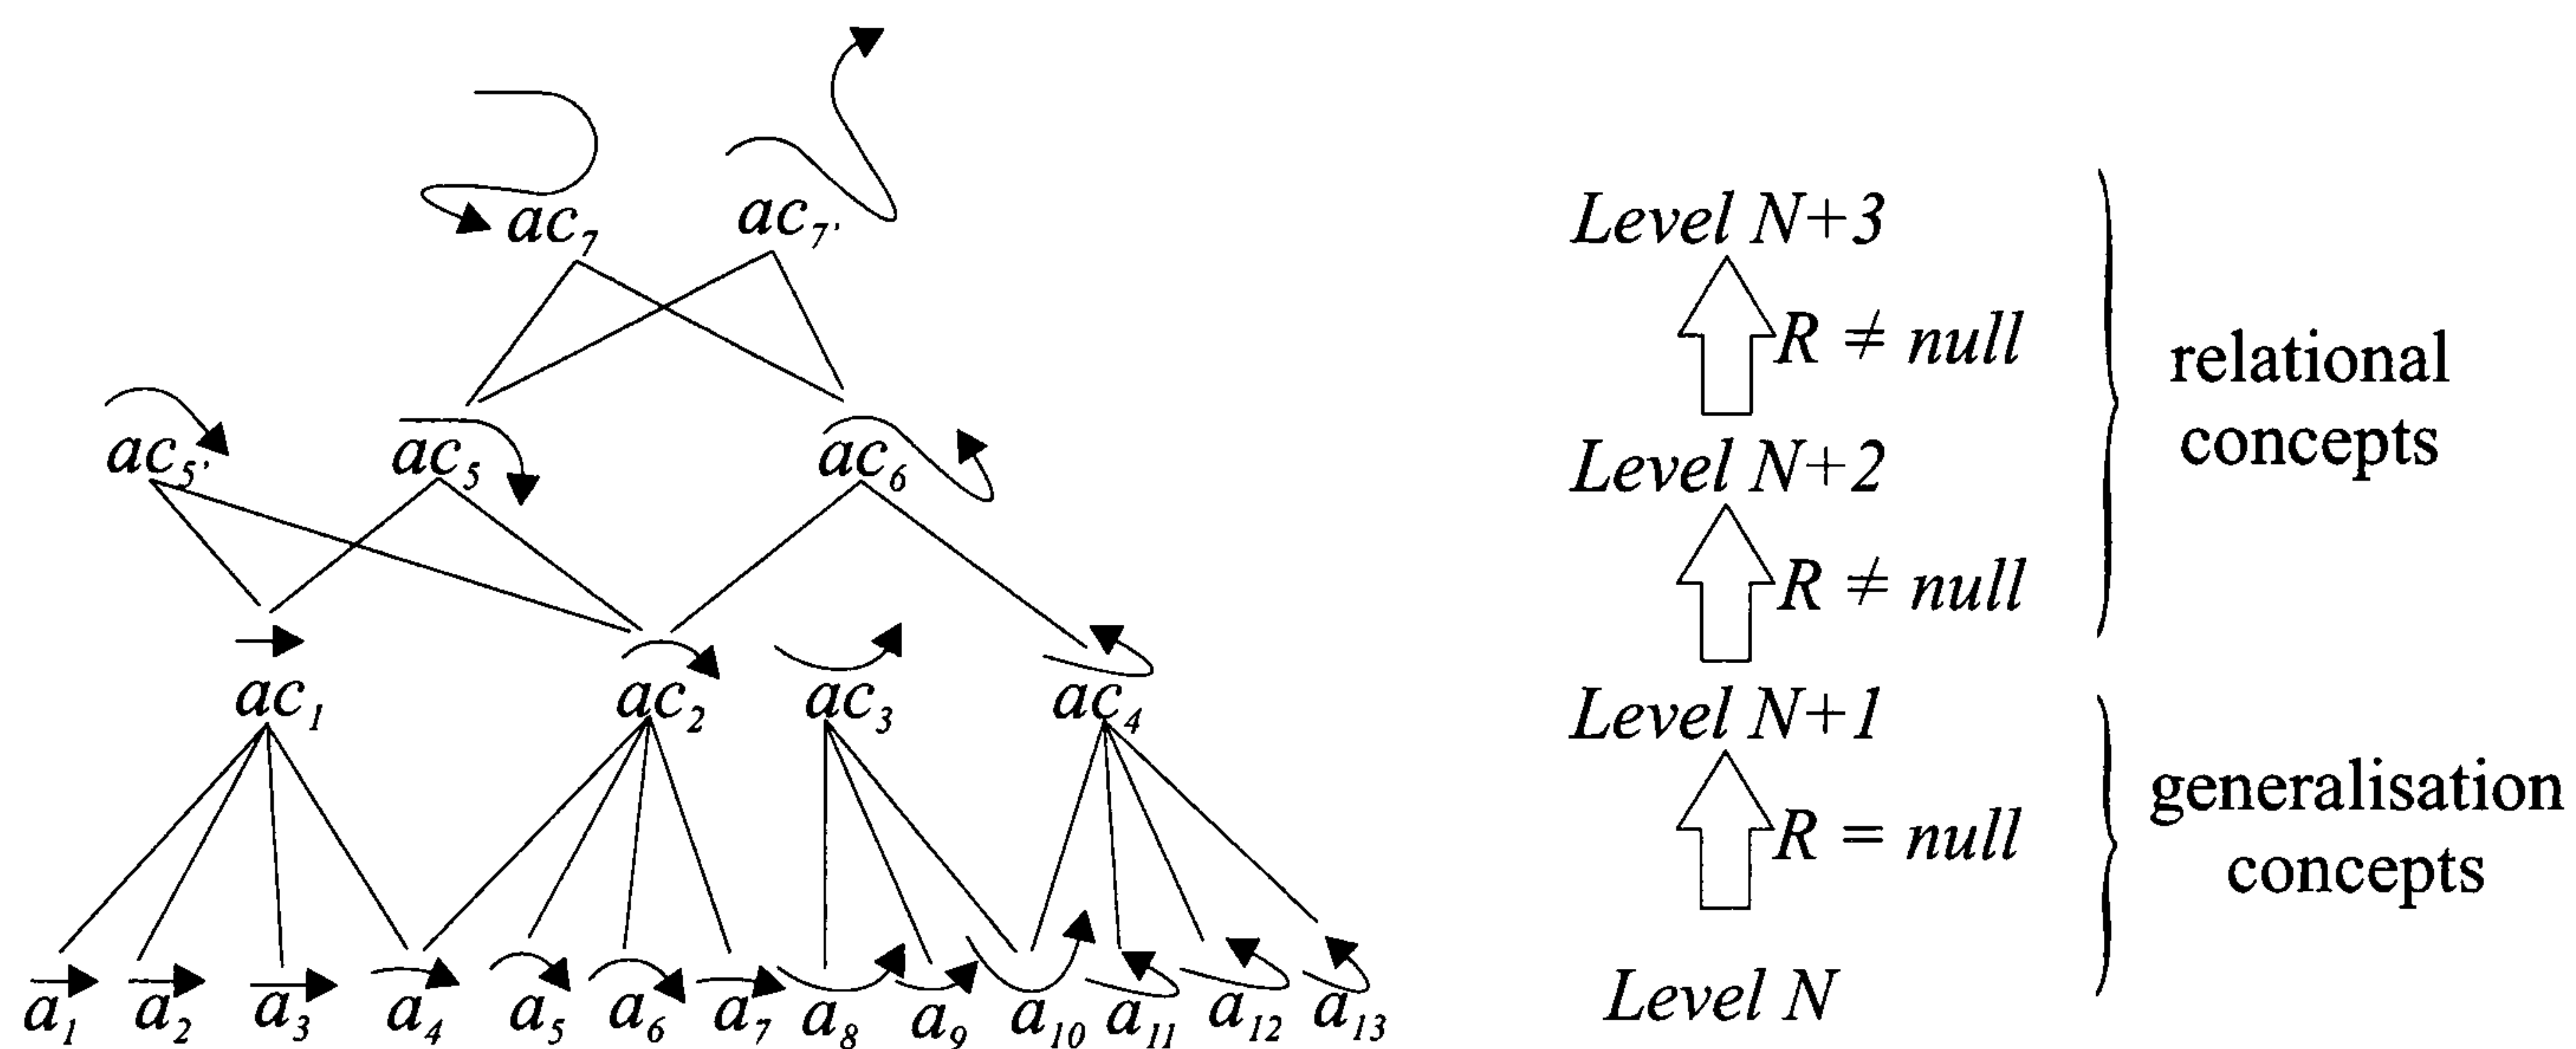 ac₇ ac₇'
ac₅' ac₅ ac₆
ac₁ ac₂ ac₃ ac₄
a₁ a₂ a₃ a₄ a₅ a₆ a₇ a₈ a₉ a₁₀ a₁₁ a₁₂ a₁₃
Level N+3
R ≠ null
Level N+2
R ≠ null
Level N+1
R = null
Level N
relational
concepts
generalisation
concepts